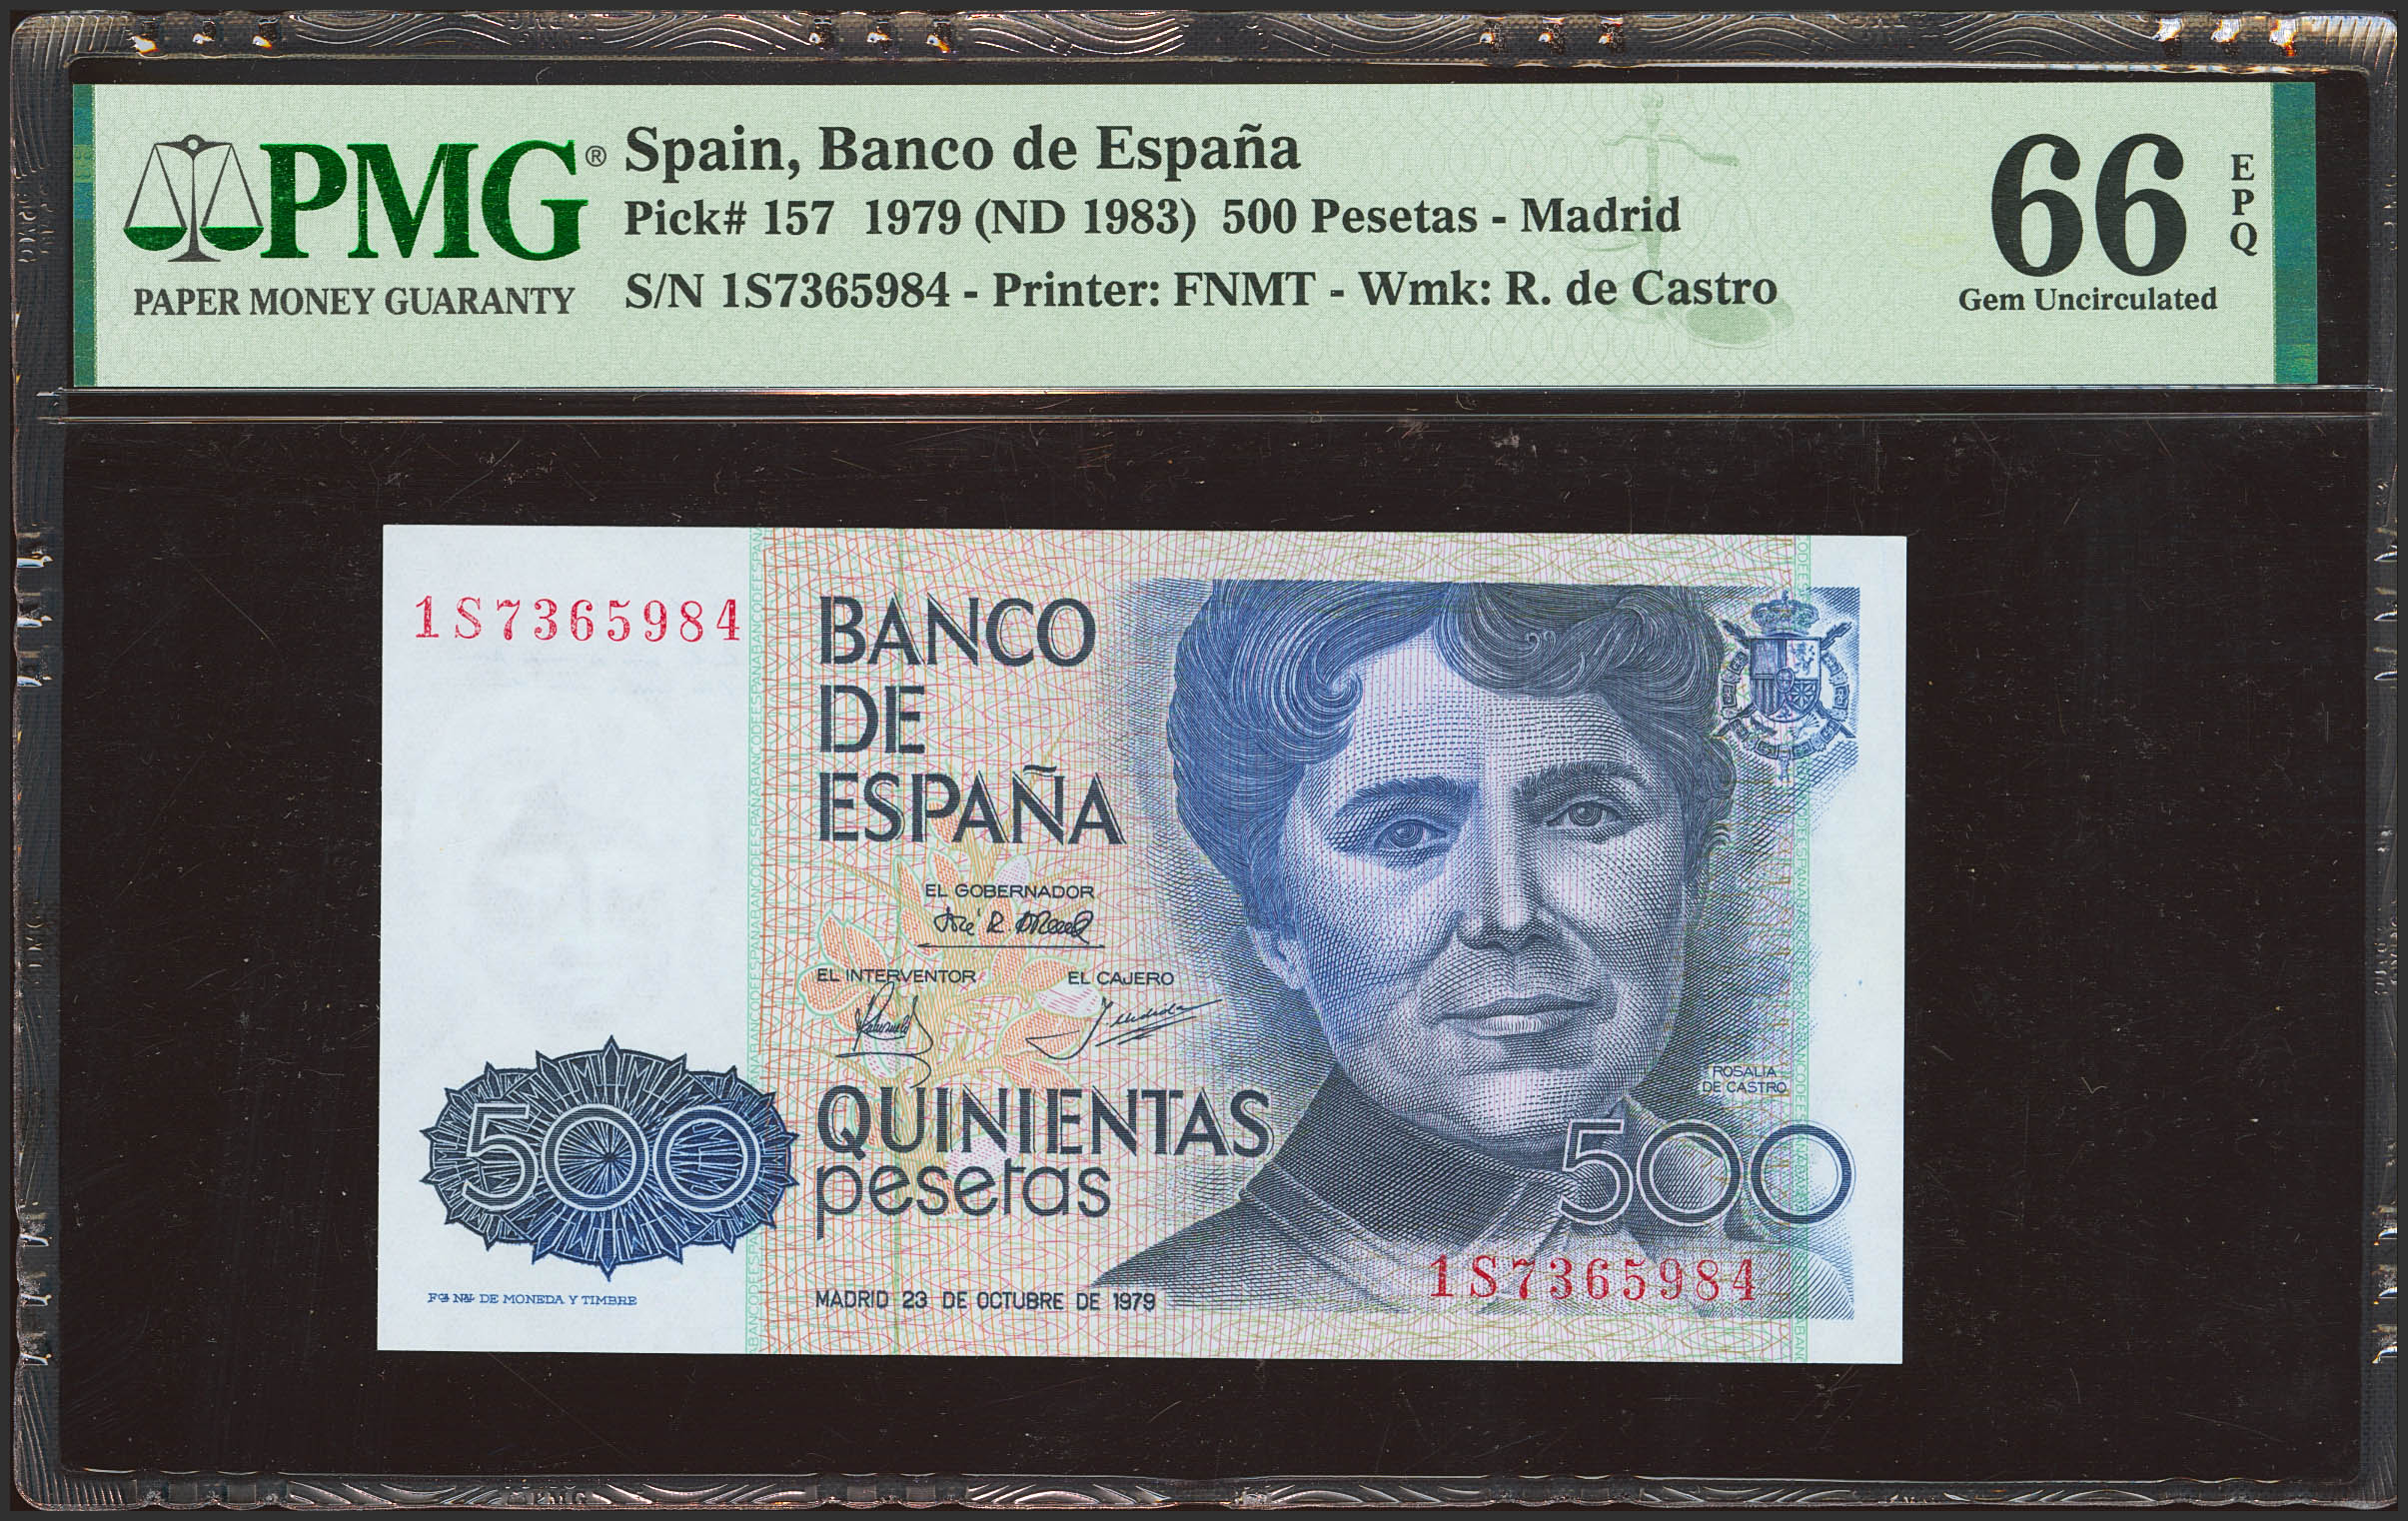 PMG®
PAPER MONEY GUARANTY
Spain, Banco de España
Pick# 157 1979 (ND 1983) 500 Pesetas - Madrid
S/N 1S7365984 - Printer: FNMT - Wmk: R. de Castro
66
EPQ
Gem Uncirculated
1S7365984
BANCO
DE
ESPAÑA
EL GOBERNADOR
EL INTERVENTOR
EL CAJERO
ROSALIA
DE CASTRO
500
QUINIENTAS
pesetas
500
1S7365984
MADRID 23 DE OCTUBRE DE 1979
DE MONEDA Y TIMBRE